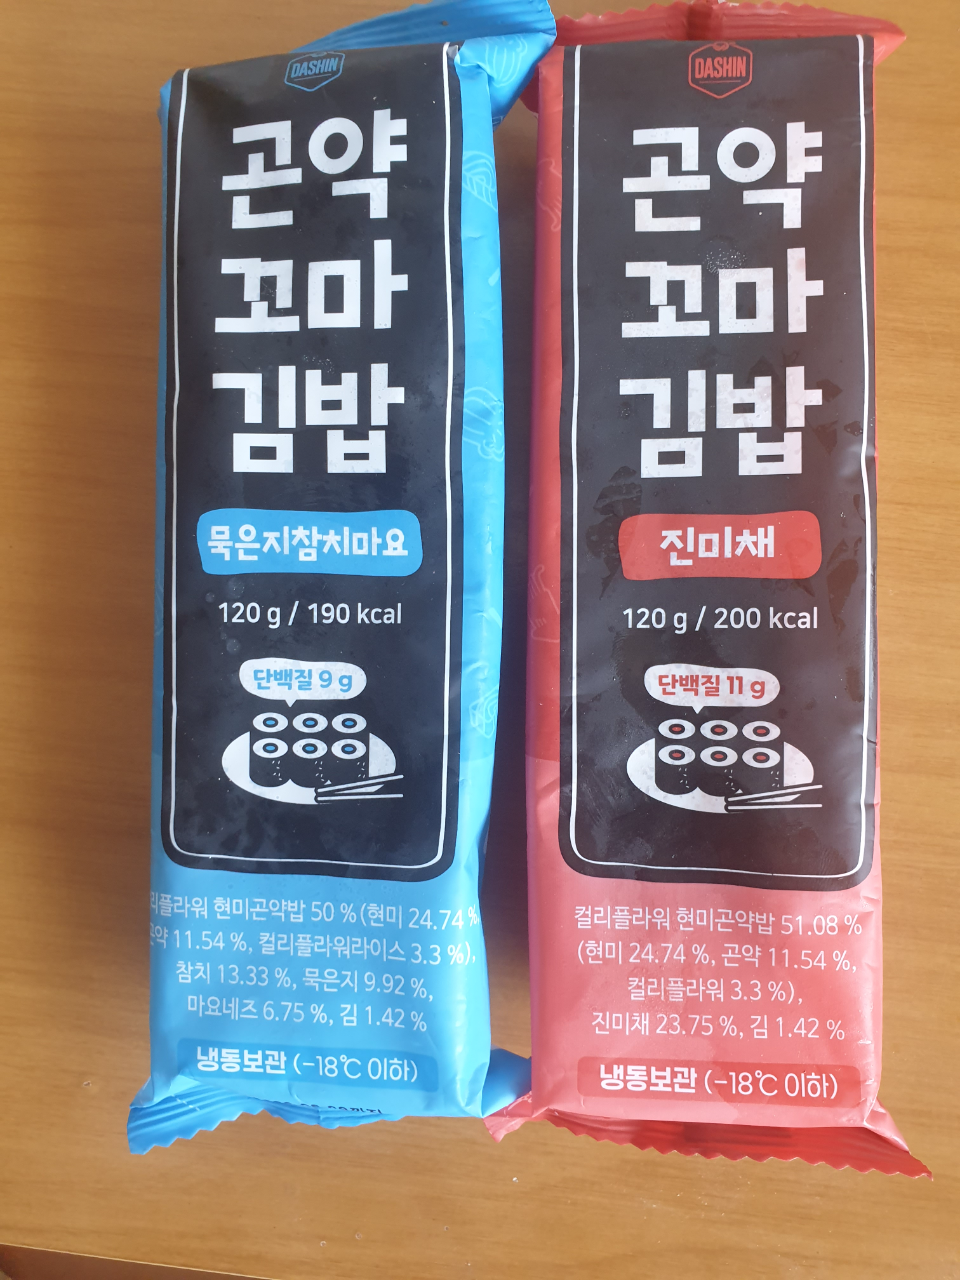 DASHIN
곤약
꼬마
김밥
묵은지참치마요
120 g / 190 kcal
단백질 9 g
리플라워 현미곤약밥 50 % (현미 24.74 %,
곤약 11.54 %, 컬리플라워라이스 3.3 %),
참치 13.33 %, 묵은지 9.92 %,
마요네즈 6.75 %, 김 1.42 %
냉동보관 (-18℃ 이하)
DASHIN
곤약
꼬마
김밥
진미채
120 g / 200 kcal
단백질 11 g
컬리플라워 현미곤약밥 51.08 %
(현미 24.74 %, 곤약 11.54 %,
컬리플라워 3.3 %),
진미채 23.75 %, 김 1.42 %
냉동보관 (-18℃ 이하)